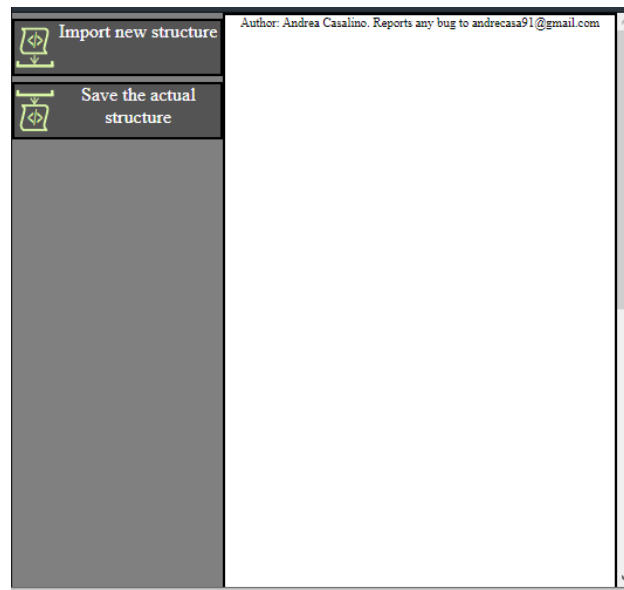 Import new structure
Save the actual
structure
Author: Andrea Casalino. Reports any bug to andrecasa91@gmail.com